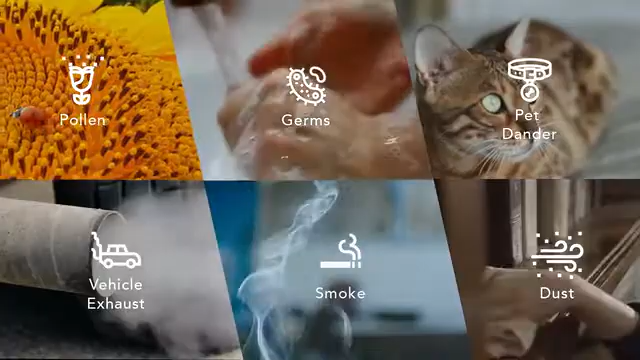 Pollen
Germs
Pet
Dander
Vehicle
Exhaust
Smoke
Dust